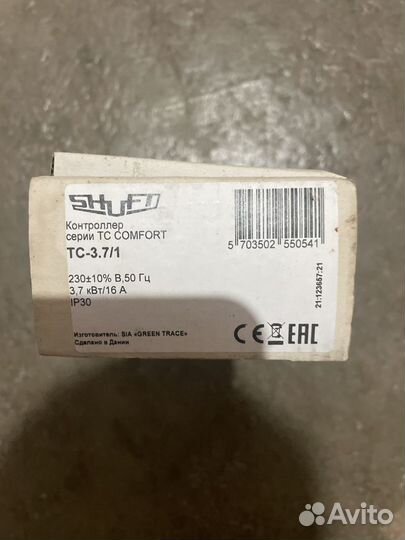 SHUFT
Контроллер
серии TC COMFORT
TC-3.7/1
230±10% В,50 Гц
3,7 кВт/16 А
IP30
Изготовитель: SIA «GREEN TRACE»
Сделано в Дании
5 703502 550541
21:123657:21
CE EAC
Avito